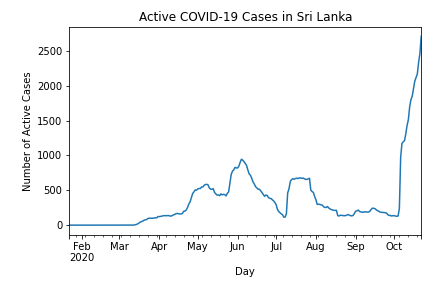 Active COVID-19 Cases in Sri Lanka
Number of Active Cases
2500
2000
1500
1000
500
0
Feb Mar Apr May Jun Jul Aug Sep Oct
2020
Day